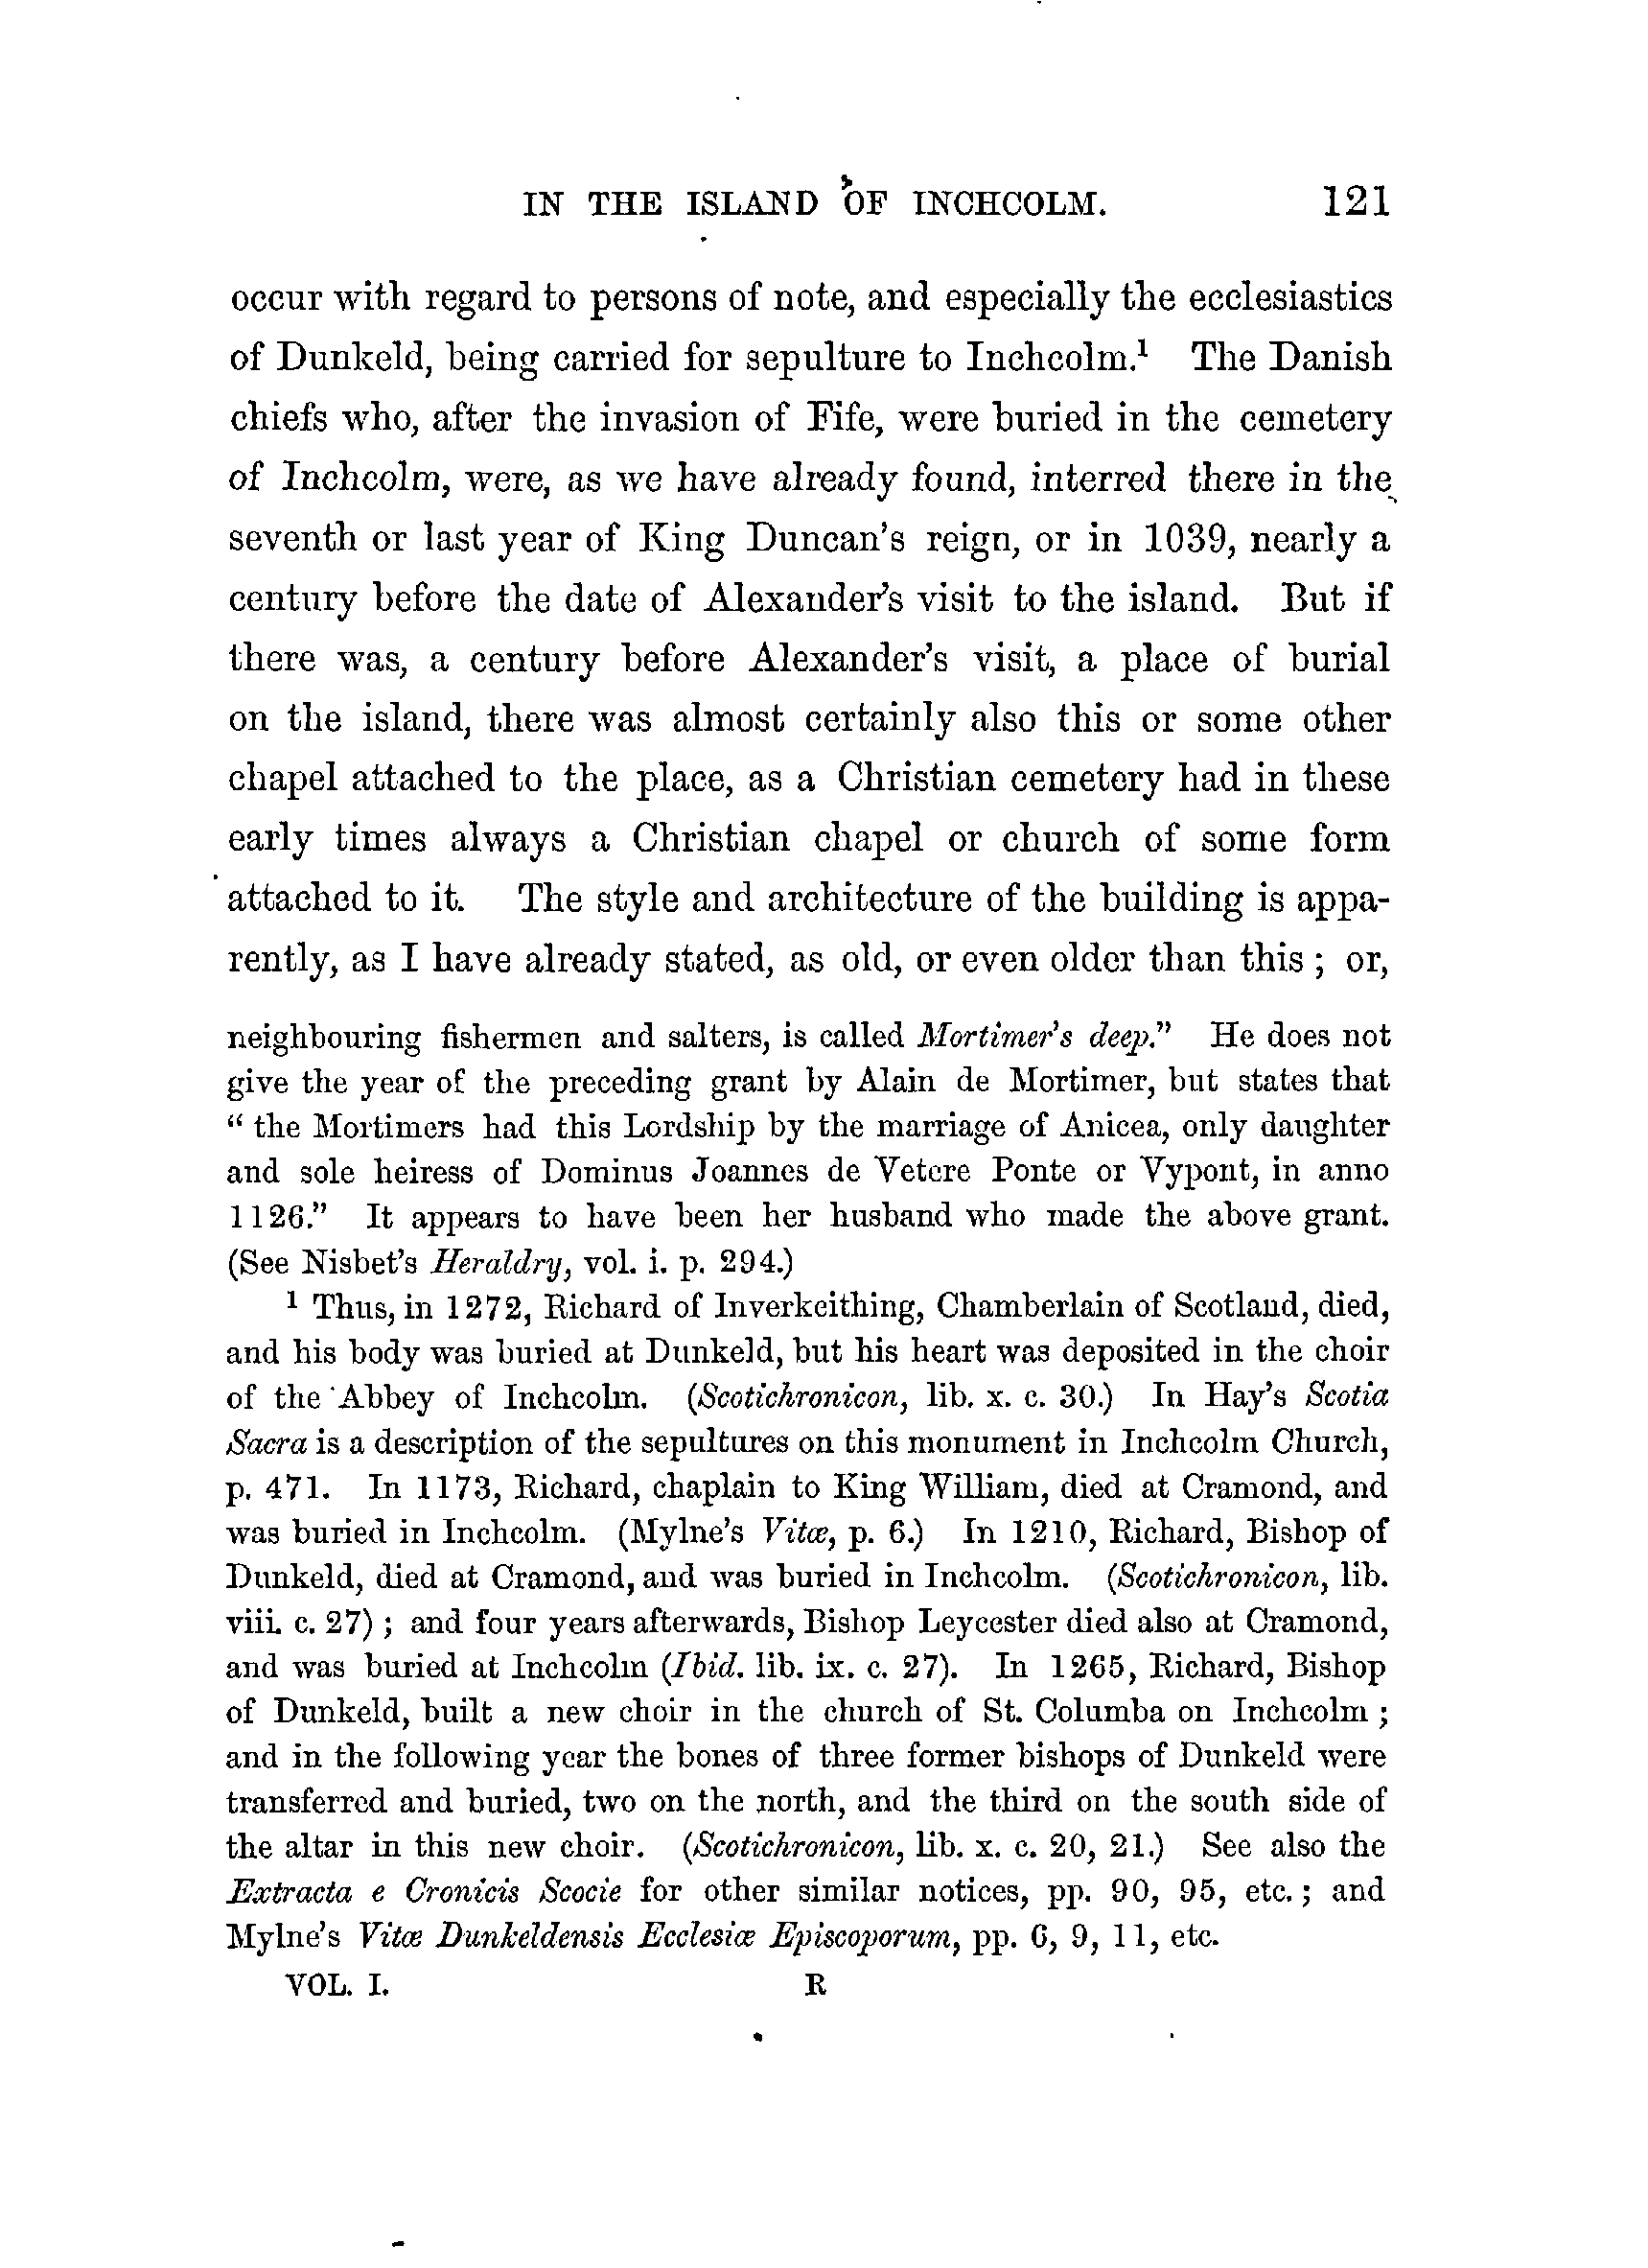 IN THE ISLAND OF INCHCOLM. 121
occur with regard to persons of note, and especially the ecclesiastics
of Dunkeld, being carried for sepulture to Inchcolm.¹ The Danish
chiefs who, after the invasion of Fife, were buried in the cemetery
of Inchcolm, were, as we have already found, interred there in the
seventh or last year of King Duncan's reign, or in 1039, nearly a
century before the date of Alexander's visit to the island. But if
there was, a century before Alexander's visit, a place of burial
on the island, there was almost certainly also this or some other
chapel attached to the place, as a Christian cemetery had in these
early times always a Christian chapel or church of some form
attached to it. The style and architecture of the building is appa-
rently, as I have already stated, as old, or even older than this ; or,
neighbouring fishermen and salters, is called Mortimer's deep." He does not
give the year of the preceding grant by Alain de Mortimer, but states that
" the Mortimers had this Lordship by the marriage of Anicea, only daughter
and sole heiress of Dominus Joannes de Vetere Ponte or Vypont, in anno
1126." It appears to have been her husband who made the above grant.
(See Nisbet's Heraldry, vol. i. p. 294.)
¹ Thus, in 1272, Richard of Inverkeithing, Chamberlain of Scotland, died,
and his body was buried at Dunkeld, but his heart was deposited in the choir
of the Abbey of Inchcolm. (Scotichronicon, lib. x. c. 30.) In Hay's Scotia
Sacra is a description of the sepultures on this monument in Inchcolm Church,
p. 471. In 1173, Richard, chaplain to King William, died at Cramond, and
was buried in Inchcolm. (Mylne's Vitæ, p. 6.) In 1210, Richard, Bishop of
Dunkeld, died at Cramond, and was buried in Inchcolm. (Scotichronicon, lib.
viii. c. 27) ; and four years afterwards, Bishop Leycester died also at Cramond,
and was buried at Inchcolm (Ibid. lib. ix. c. 27). In 1265, Richard, Bishop
of Dunkeld, built a new choir in the church of St. Columba on Inchcolm ;
and in the following year the bones of three former bishops of Dunkeld were
transferred and buried, two on the north, and the third on the south side of
the altar in this new choir. (Scotichronicon, lib. x. c. 20, 21.) See also the
Extracta e Cronicis Scocie for other similar notices, pp. 90, 95, etc. ; and
Mylne's Vitæ Dunkeldensis Ecclesiæ Episcoporum, pp. 6, 9, 11, etc.
VOL. I. R